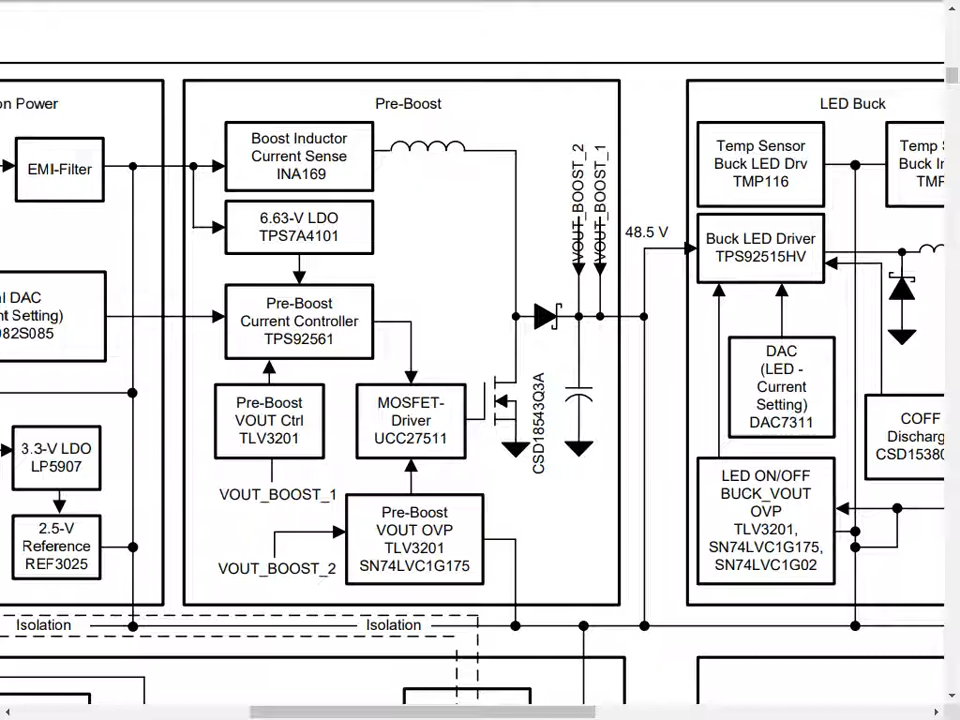 on Power
EMI-Filter
al DAC
nt Setting)
082S085
3.3-V LDO
LP5907
2.5-V
Reference
REF3025
Pre-Boost
Boost Inductor
Current Sense
INA169
6.63-V LDO
TPS7A4101
Pre-Boost
Current Controller
TPS92561
Pre-Boost
VOUT Ctrl
TLV3201
VOUT_BOOST_1
MOSFET-
Driver
UCC27511
Pre-Boost
VOUT OVP
TLV3201
SN74LVC1G175
VOUT_BOOST_2
CSD18543Q3A
VOUT_BOOST_2
VOUT_BOOST_1
48.5 V
LED Buck
Temp Sensor
Buck LED Drv
TMP116
Temp S
Buck In
TMP
Buck LED Driver
TPS92515HV
DAC
(LED -
Current
Setting)
DAC7311
COFF
Discharg
CSD15380
LED ON/OFF
BUCK_VOUT
OVP
TLV3201,
SN74LVC1G175,
SN74LVC1G02
Isolation
Isolation